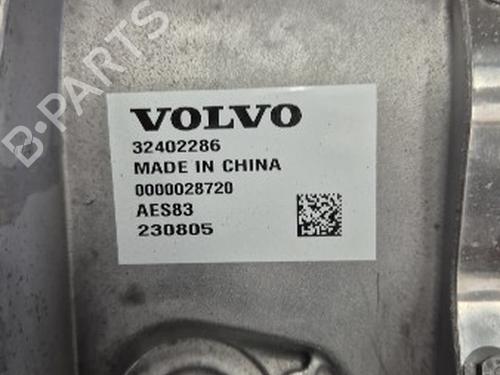 B-PARTS
VOLVO
32402286
MADE IN CHINA
0000028720
AES83
230805